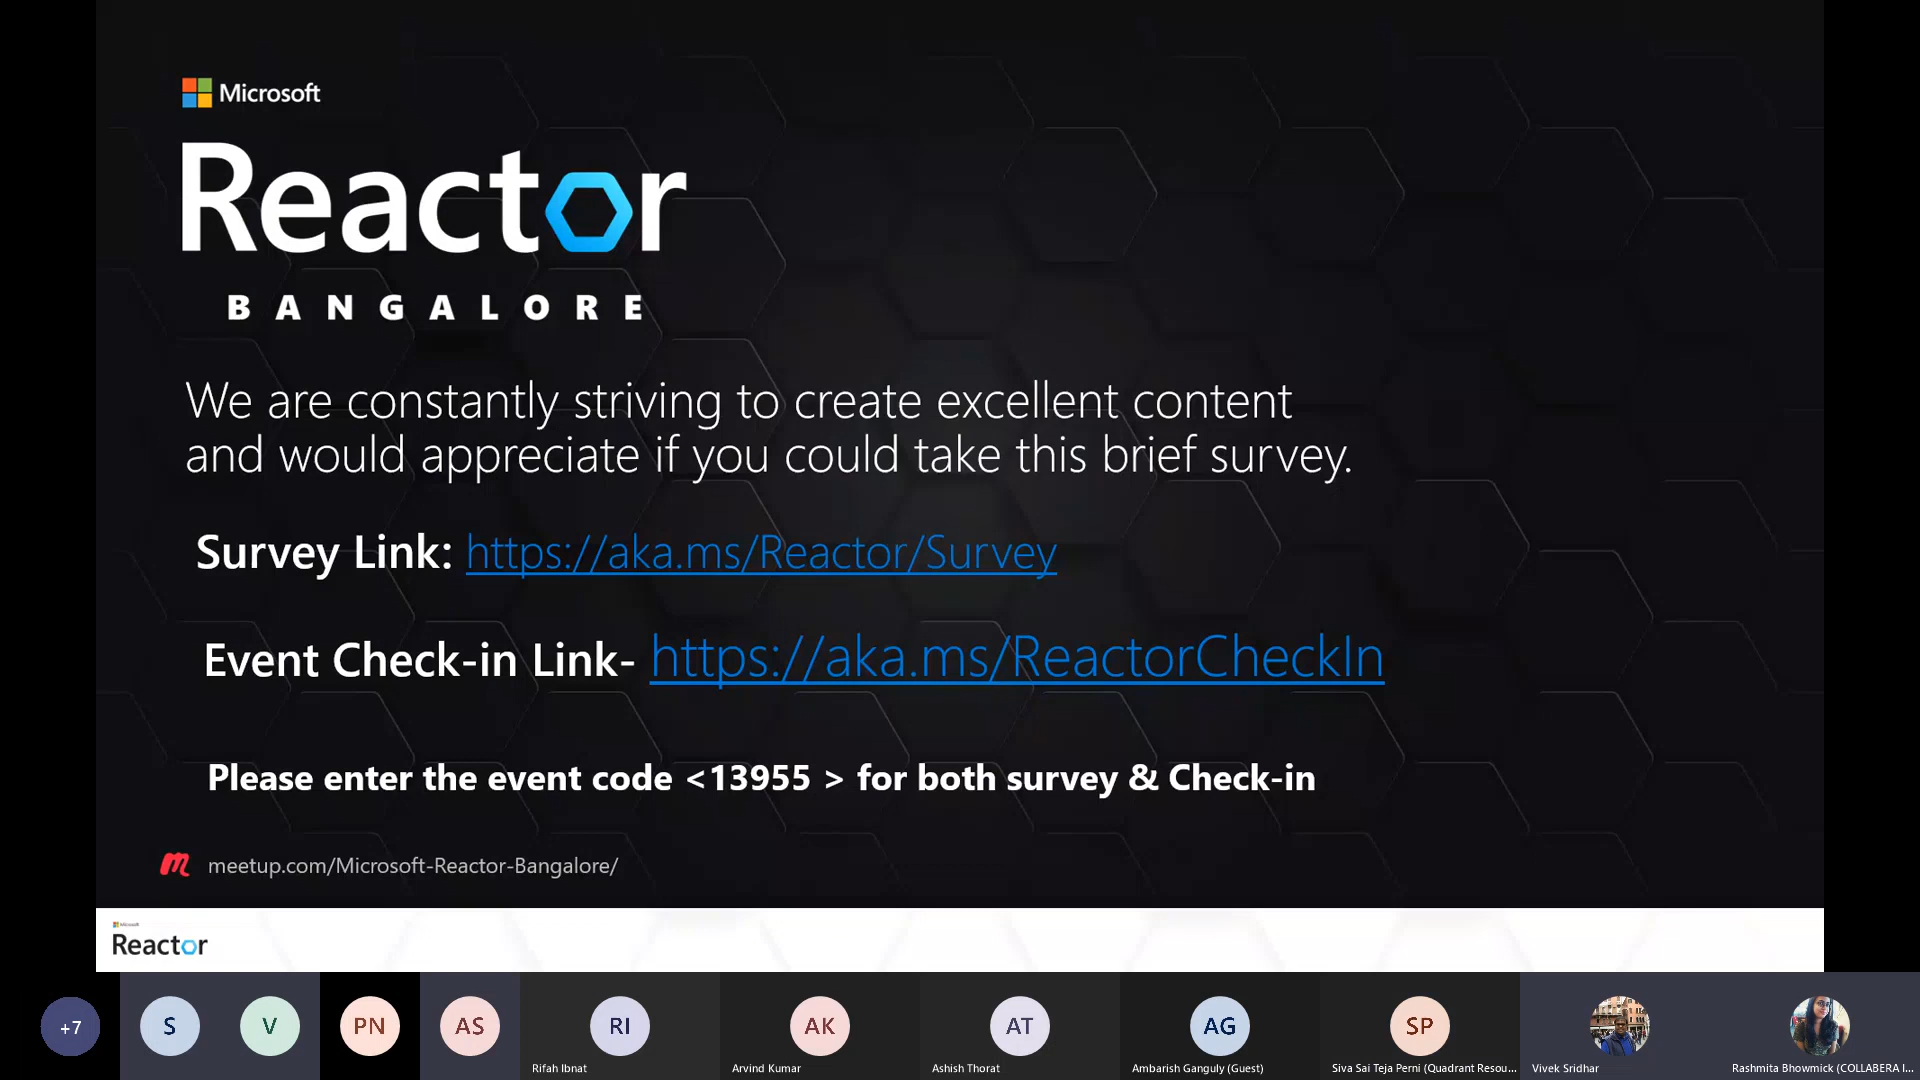 Microsoft
Reactor
BANGALORE
We are constantly striving to create excellent content
and would appreciate if you could take this brief survey.
Survey Link: https://aka.ms/Reactor/Survey
Event Check-in Link- https://aka.ms/ReactorCheckIn
Please enter the event code <13955 > for both survey & Check-in
meetup.com/Microsoft-Reactor-Bangalore/
Microsoft
Reactor
+7 S V PN AS RI AK AT AG SP
Rifah Ibnat Arvind Kumar Ashish Thorat Ambarish Ganguly (Guest) Siva Sai Teja Perni (Quadrant Resou... Vivek Sridhar Rashmita Bhowmick (COLLABERA I...